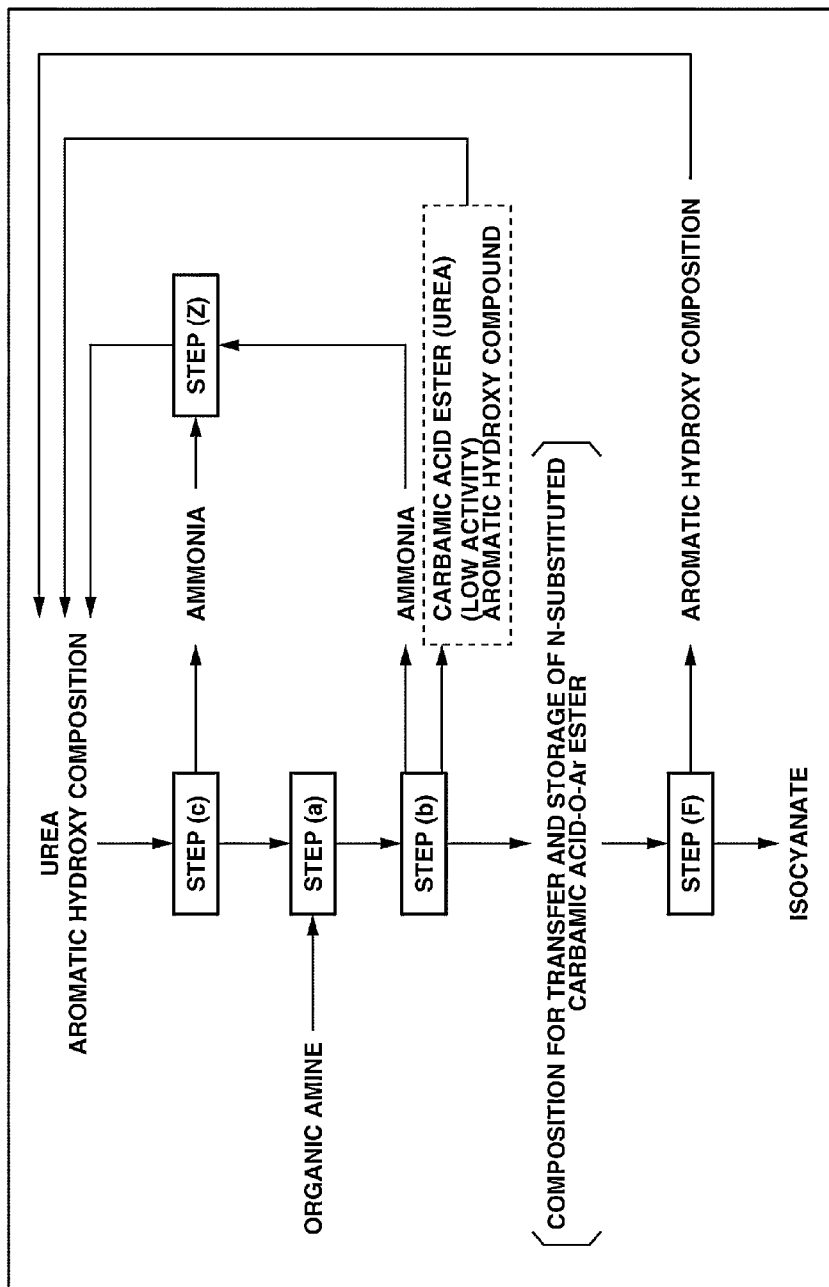 UREA
AROMATIC HYDROXY COMPOSITION
STEP (c)
AMMONIA
STEP (Z)
ORGANIC AMINE
STEP (a)
STEP (b)
AMMONIA
CARBAMIC ACID ESTER (UREA)
(LOW ACTIVITY)
AROMATIC HYDROXY COMPOUND
COMPOSITION FOR TRANSFER AND STORAGE OF N-SUBSTITUTED
CARBAMIC ACID-O-Ar ESTER
STEP (F)
AROMATIC HYDROXY COMPOSITION
ISOCYANATE